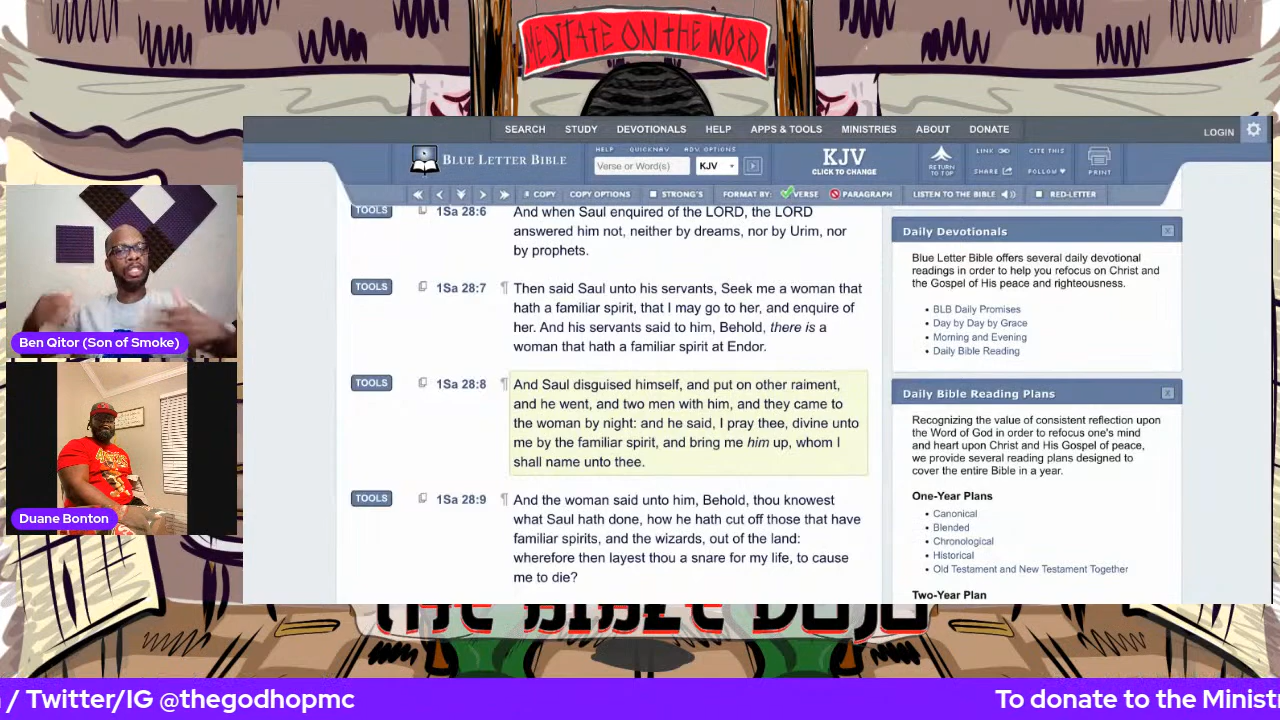 MEDITATE ON THE WORD
SEARCH STUDY DEVOTIONALS HELP APPS & TOOLS MINISTRIES ABOUT DONATE
LOGIN
BLUE LETTER BIBLE
HELP QUICKNAV ADV. OPTIONS
Verse or Word(s) KJV
KJV
CLICK TO CHANGE
RETURN
TO TOP
LINK CITE THIS
SHARE FOLLOW
PRINT
COPY COPY OPTIONS STRONG'S FORMAT BY: VERSE PARAGRAPH LISTEN TO THE BIBLE RED-LETTER
TOOLS 1Sa 28:6 And when Saul enquired of the LORD, the LORD
answered him not, neither by dreams, nor by Urim, nor
by prophets.
TOOLS 1Sa 28:7 ¶ Then said Saul unto his servants, Seek me a woman that
hath a familiar spirit, that I may go to her, and enquire of
her. And his servants said to him, Behold, there is a
woman that hath a familiar spirit at Endor.
TOOLS 1Sa 28:8 ¶ And Saul disguised himself, and put on other raiment,
and he went, and two men with him, and they came to
the woman by night: and he said, I pray thee, divine unto
me by the familiar spirit, and bring me him up, whom I
shall name unto thee.
TOOLS 1Sa 28:9 ¶ And the woman said unto him, Behold, thou knowest
what Saul hath done, how he hath cut off those that have
familiar spirits, and the wizards, out of the land:
wherefore then layest thou a snare for my life, to cause
me to die?
Daily Devotionals
Blue Letter Bible offers several daily devotional
readings in order to help you refocus on Christ and
the Gospel of His peace and righteousness.
• BLB Daily Promises
• Day by Day by Grace
• Morning and Evening
• Daily Bible Reading
Daily Bible Reading Plans
Recognizing the value of consistent reflection upon
the Word of God in order to refocus one's mind
and heart upon Christ and His Gospel of peace,
we provide several reading plans designed to
cover the entire Bible in a year.
One-Year Plans
• Canonical
• Blended
• Chronological
• Historical
• Old Testament and New Testament Together
Two-Year Plan
Ben Qitor (Son of Smoke)
Duane Bonton
THE BIBLE DOJO
/ Twitter/IG @thegodhopmc
To donate to the Minist